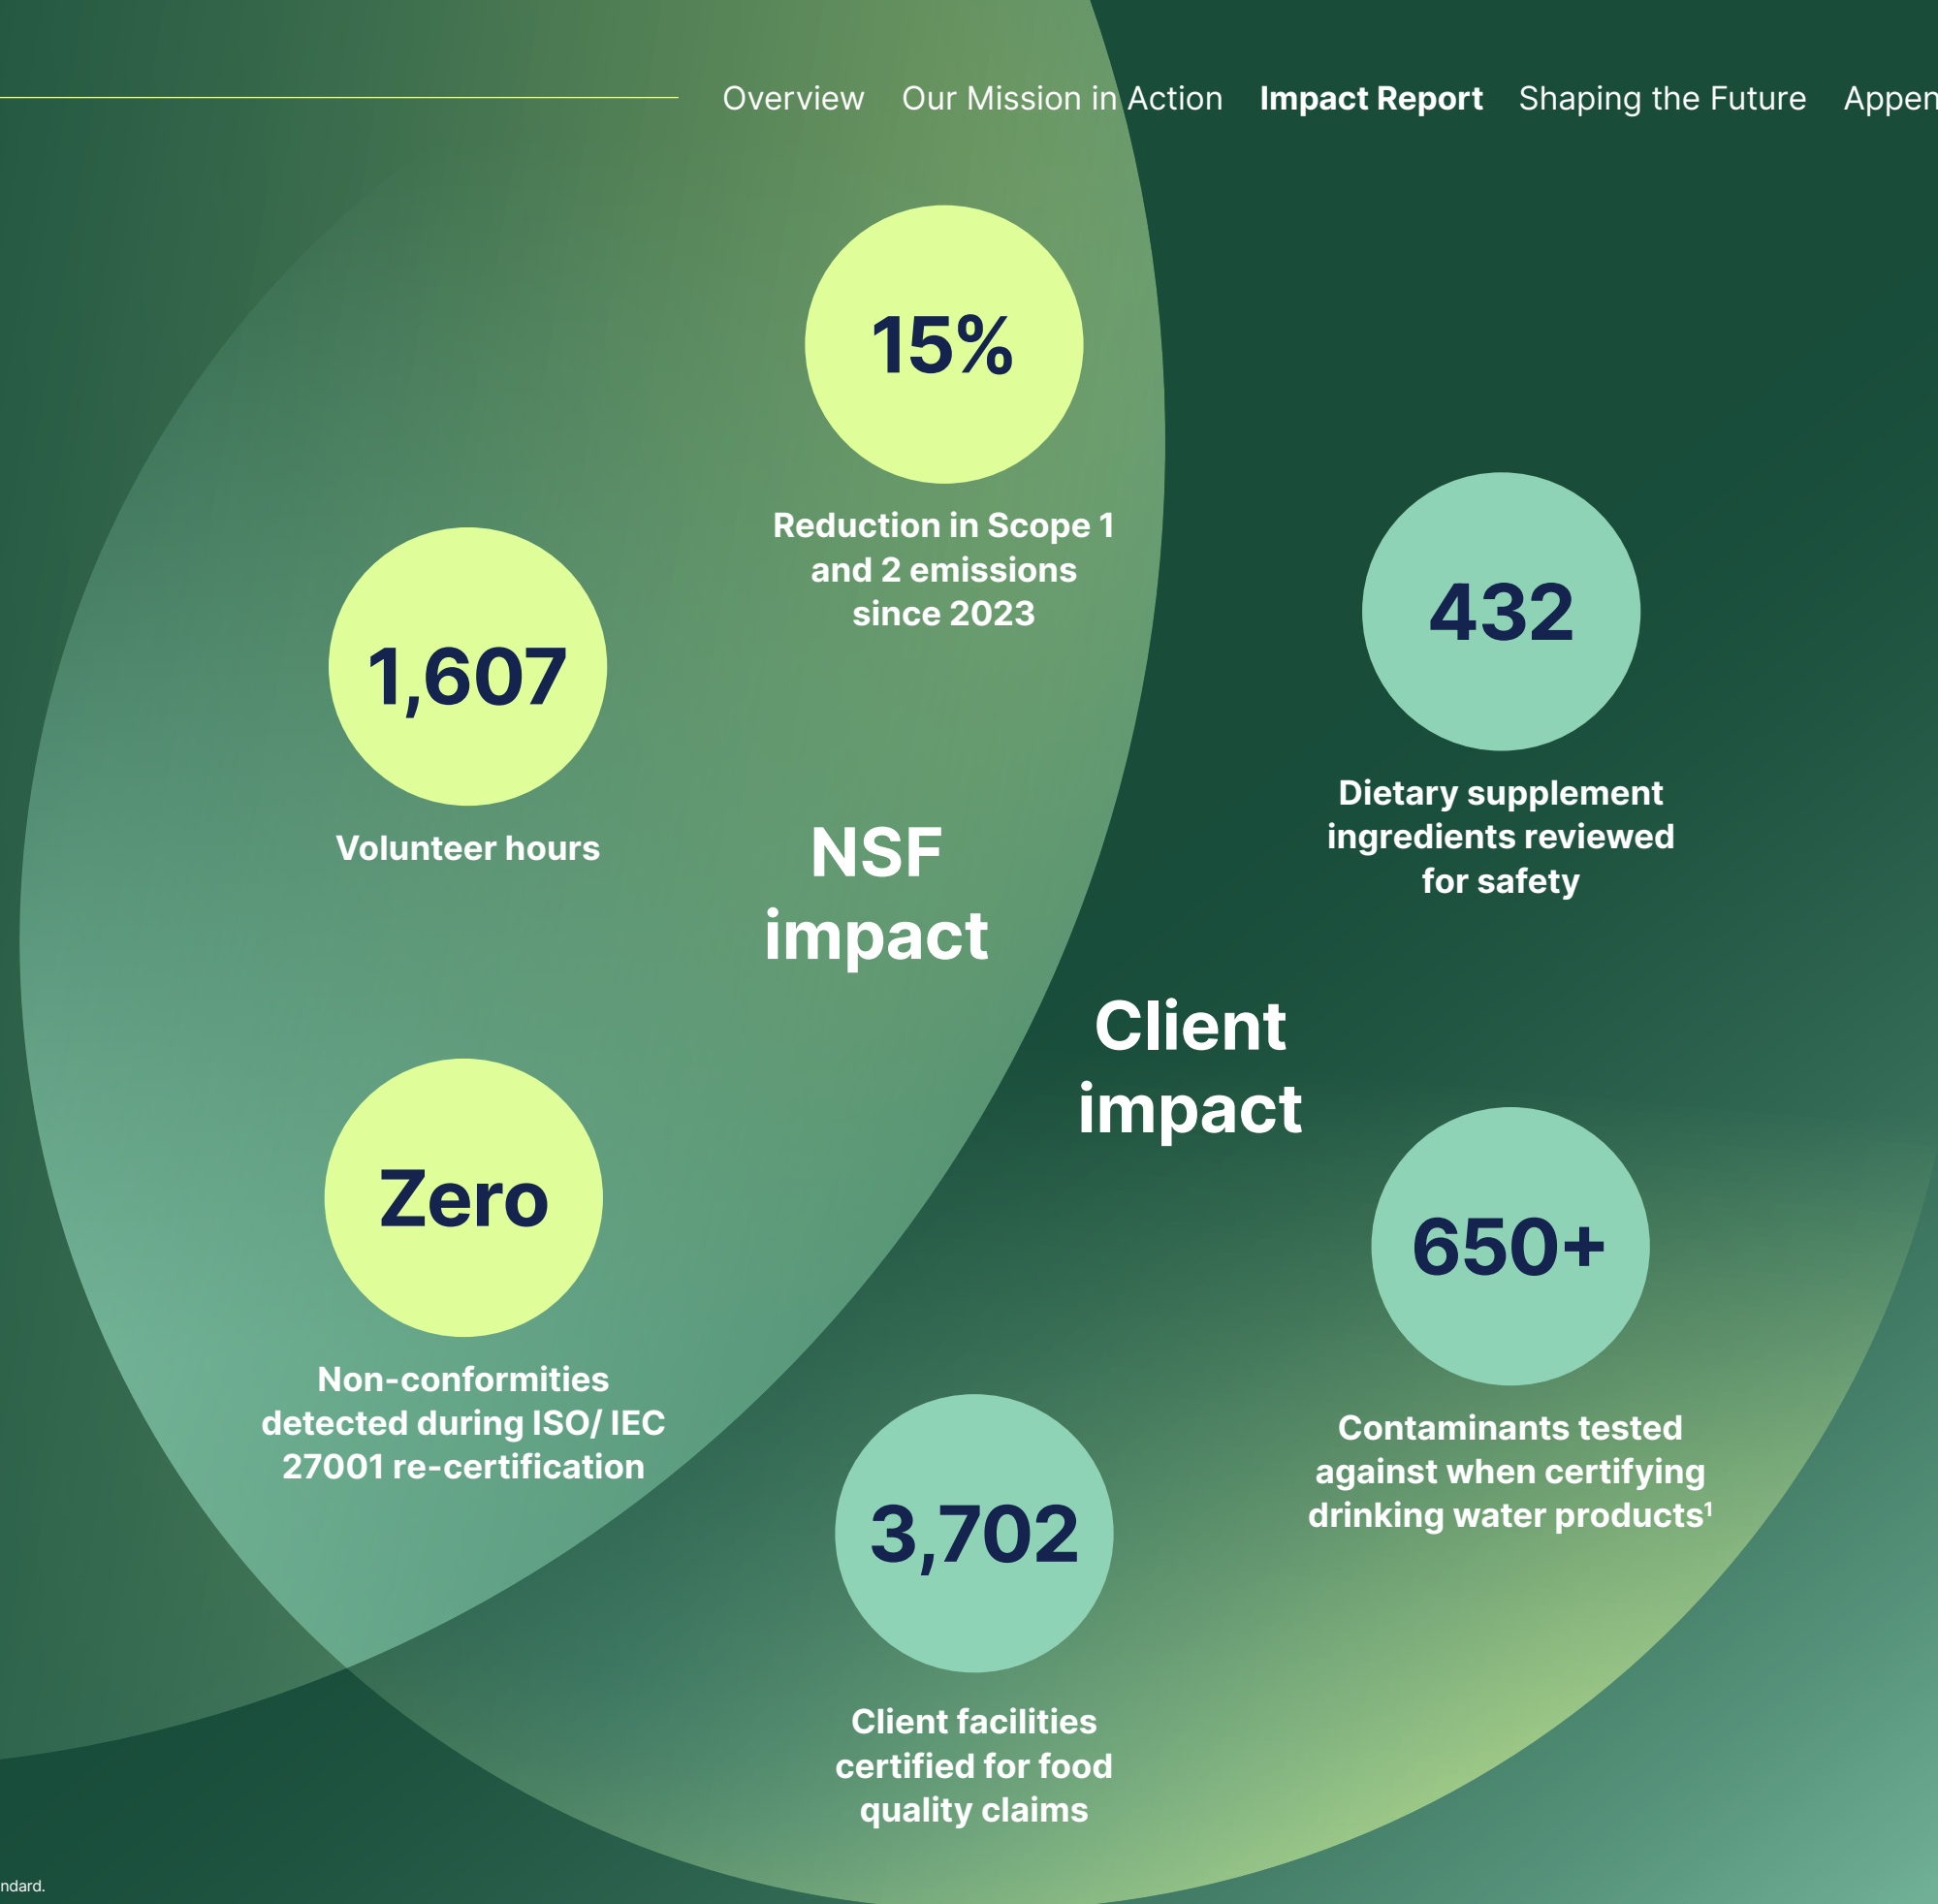 Overview Our Mission in Action Impact Report Shaping the Future Appen
15%
Reduction in Scope 1
and 2 emissions
since 2023
1,607
Volunteer hours
432
Dietary supplement
ingredients reviewed
for safety
NSF
impact
Client
impact
Zero
Non-conformities
detected during ISO/ IEC
27001 re-certification
650+
Contaminants tested
against when certifying
drinking water products¹
3,702
Client facilities
certified for food
quality claims
ndard.